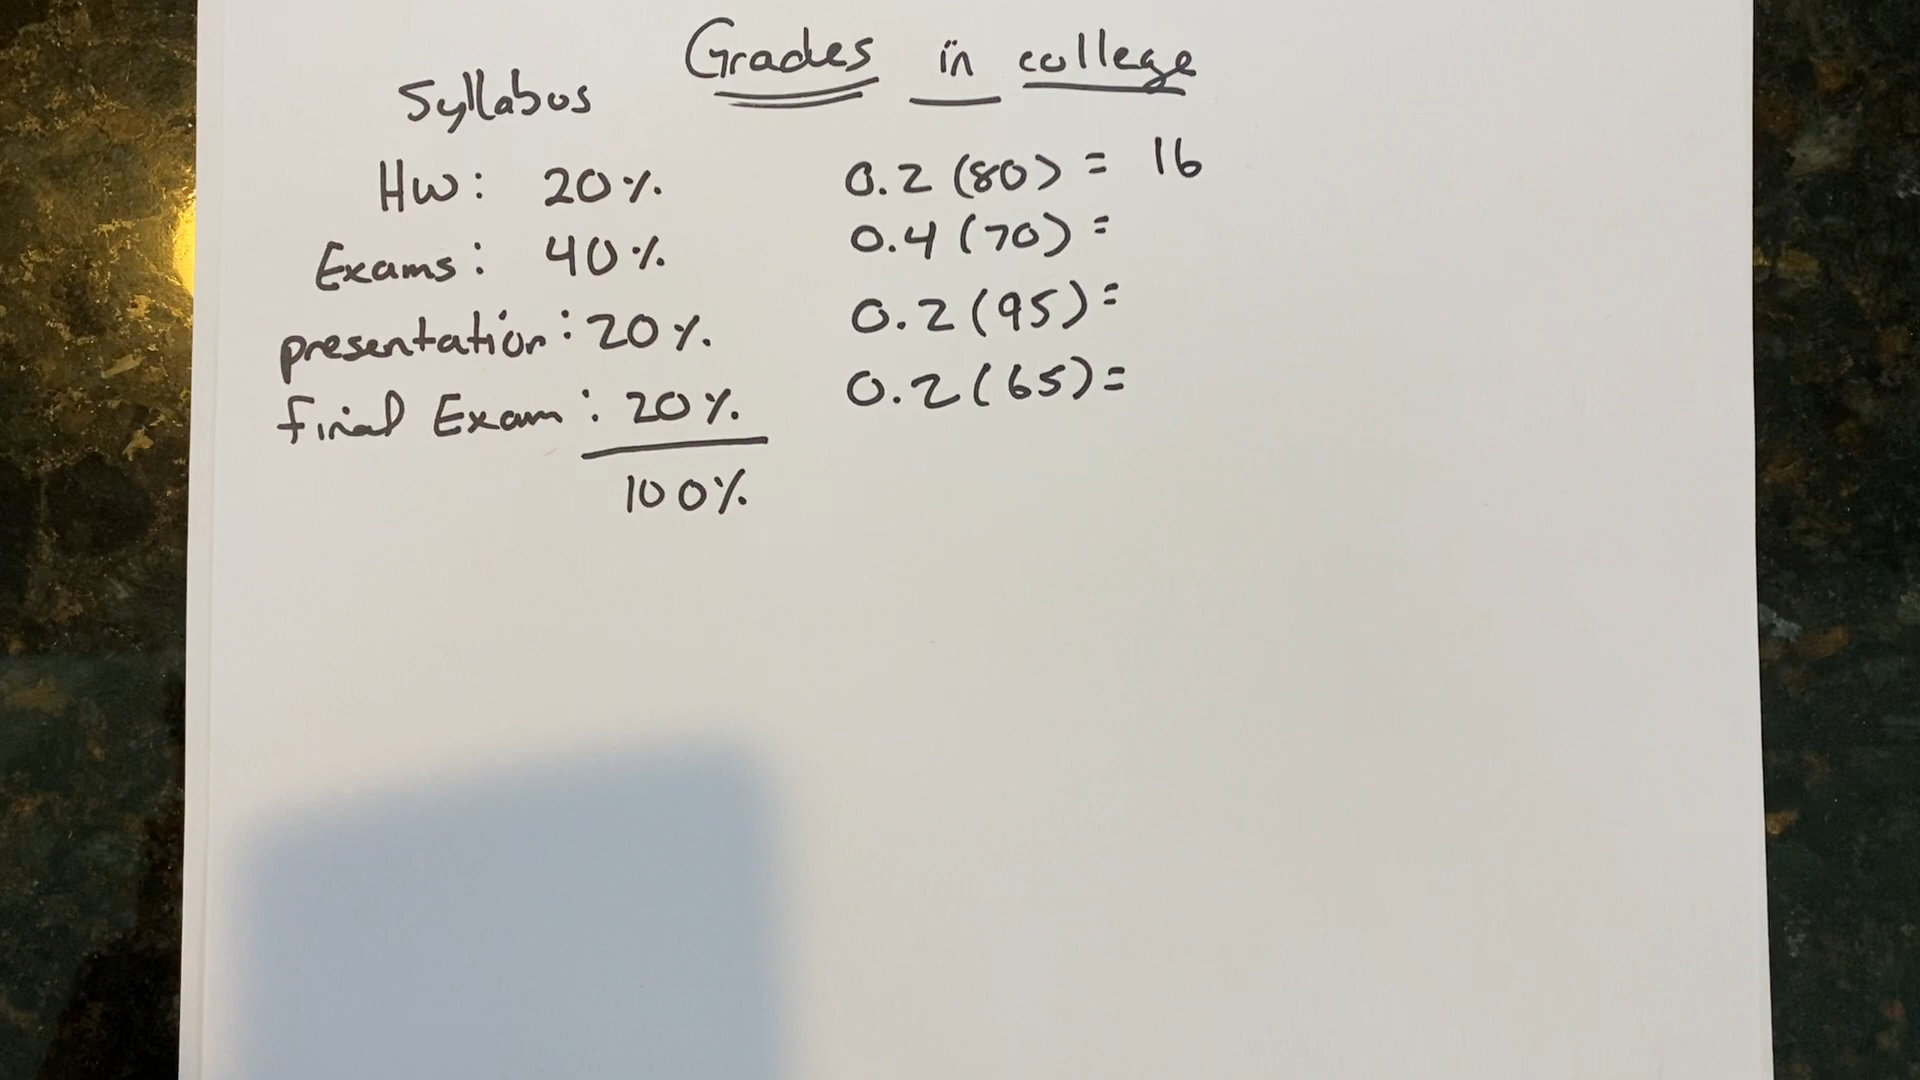 Grades in college
Syllabus
Hw: 20% 0.2 (80) = 16
Exams: 40% 0.4 (70) =
presentation: 20% 0.2 (95) =
final Exam: 20% 0.2 (65) =
100%